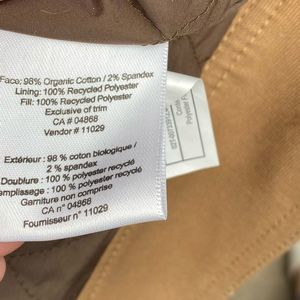 Face: 98% Organic Cotton / 2% Spandex
Lining: 100% Recycled Polyester
Fill: 100% Recycled Polyester
Exclusive of trim
CA # 04868
Vendor # 11029
Extérieur : 98 % coton biologique /
2 % spandex
Doublure : 100 % polyester recyclé
emplissage : 100 % polyester recyclé
Garniture non comprise
CA n° 04868
Fournisseur n° 11029